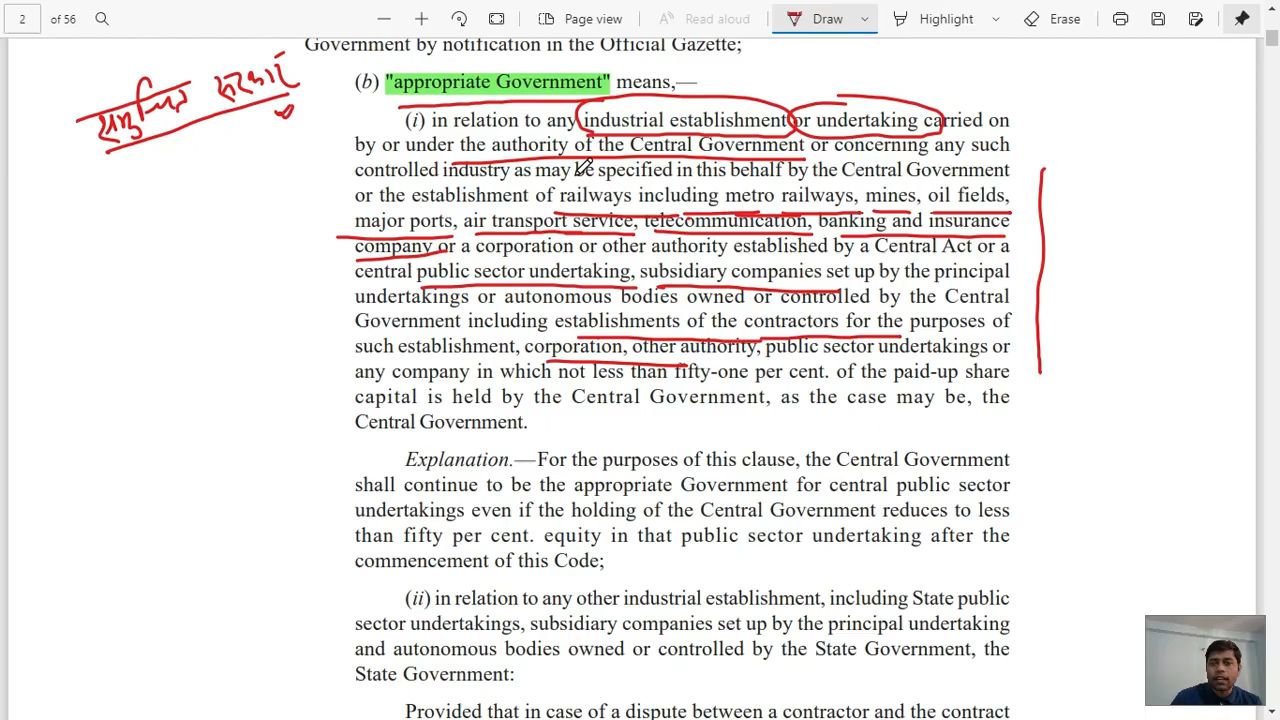 2 of 56 Page view Read aloud Draw Highlight Erase
Government by notification in the Official Gazette;
(b) "appropriate Government" means,—
(i) in relation to any industrial establishment or undertaking carried on
by or under the authority of the Central Government or concerning any such
controlled industry as may be specified in this behalf by the Central Government
or the establishment of railways including metro railways, mines, oil fields,
major ports, air transport service, telecommunication, banking and insurance
company or a corporation or other authority established by a Central Act or a
central public sector undertaking, subsidiary companies set up by the principal
undertakings or autonomous bodies owned or controlled by the Central
Government including establishments of the contractors for the purposes of
such establishment, corporation, other authority, public sector undertakings or
any company in which not less than fifty-one per cent. of the paid-up share
capital is held by the Central Government, as the case may be, the
Central Government.
Explanation.—For the purposes of this clause, the Central Government
shall continue to be the appropriate Government for central public sector
undertakings even if the holding of the Central Government reduces to less
than fifty per cent. equity in that public sector undertaking after the
commencement of this Code;
(ii) in relation to any other industrial establishment, including State public
sector undertakings, subsidiary companies set up by the principal undertaking
and autonomous bodies owned or controlled by the State Government, the
State Government:
Provided that in case of a dispute between a contractor and the contract